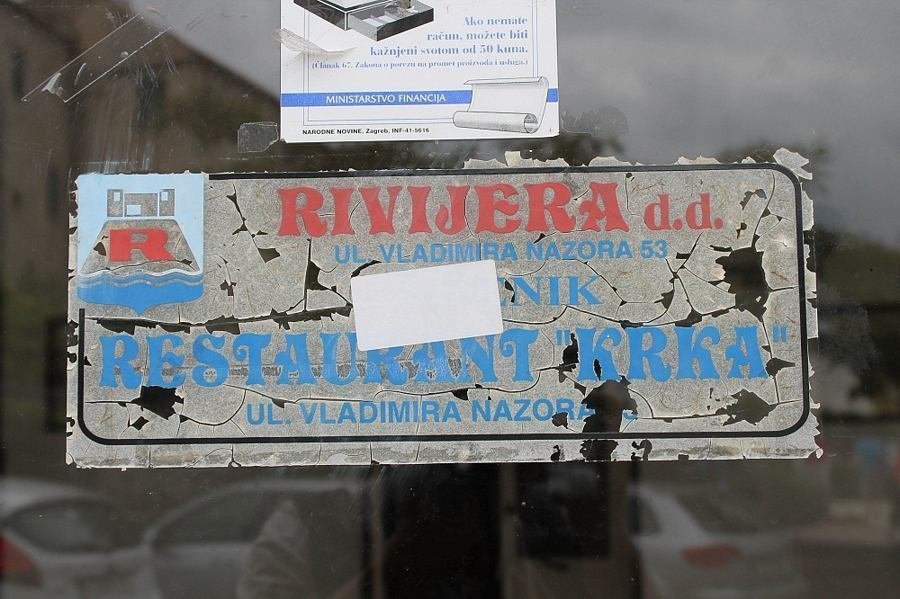 Ako nemate
račun, možete biti
kažnjeni svotom od 50 kuna.
(Članak 67. Zakona o porezu na promet proizvoda i usluga.)
MINISTARSTVO FINANCIJA
NARODNE NOVINE, Zagreb, INF-41-5616
R
RIVIJERA d.d.
UL. VLADIMIRA NAZORA 53
RESTAURANT "KRKA"
UL. VLADIMIRA NAZORA